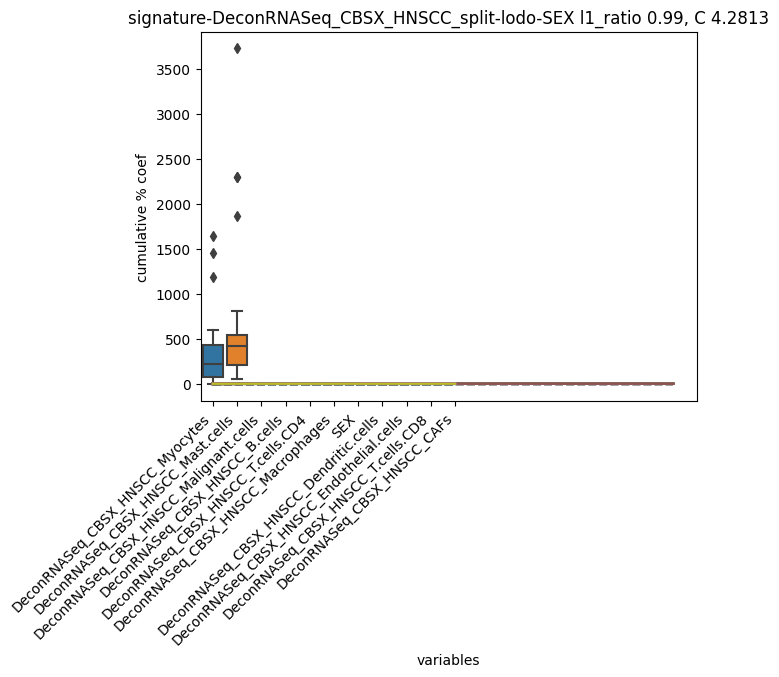 signature-DeconRNASeq_CBSX_HNSCC_split-lodo-SEX l1_ratio 0.99, C 4.2813
cumulative % coef
3500
3000
2500
2000
1500
1000
500
0
DeconRNASeq_CBSX_HNSCC_Myocytes
DeconRNASeq_CBSX_HNSCC_Mast.cells
DeconRNASeq_CBSX_HNSCC_Malignant.cells
DeconRNASeq_CBSX_HNSCC_B.cells
DeconRNASeq_CBSX_HNSCC_T.cells.CD4
DeconRNASeq_CBSX_HNSCC_Macrophages
SEX
DeconRNASeq_CBSX_HNSCC_Dendritic.cells
DeconRNASeq_CBSX_HNSCC_Endothelial.cells
DeconRNASeq_CBSX_HNSCC_T.cells.CD8
DeconRNASeq_CBSX_HNSCC_CAFs
variables